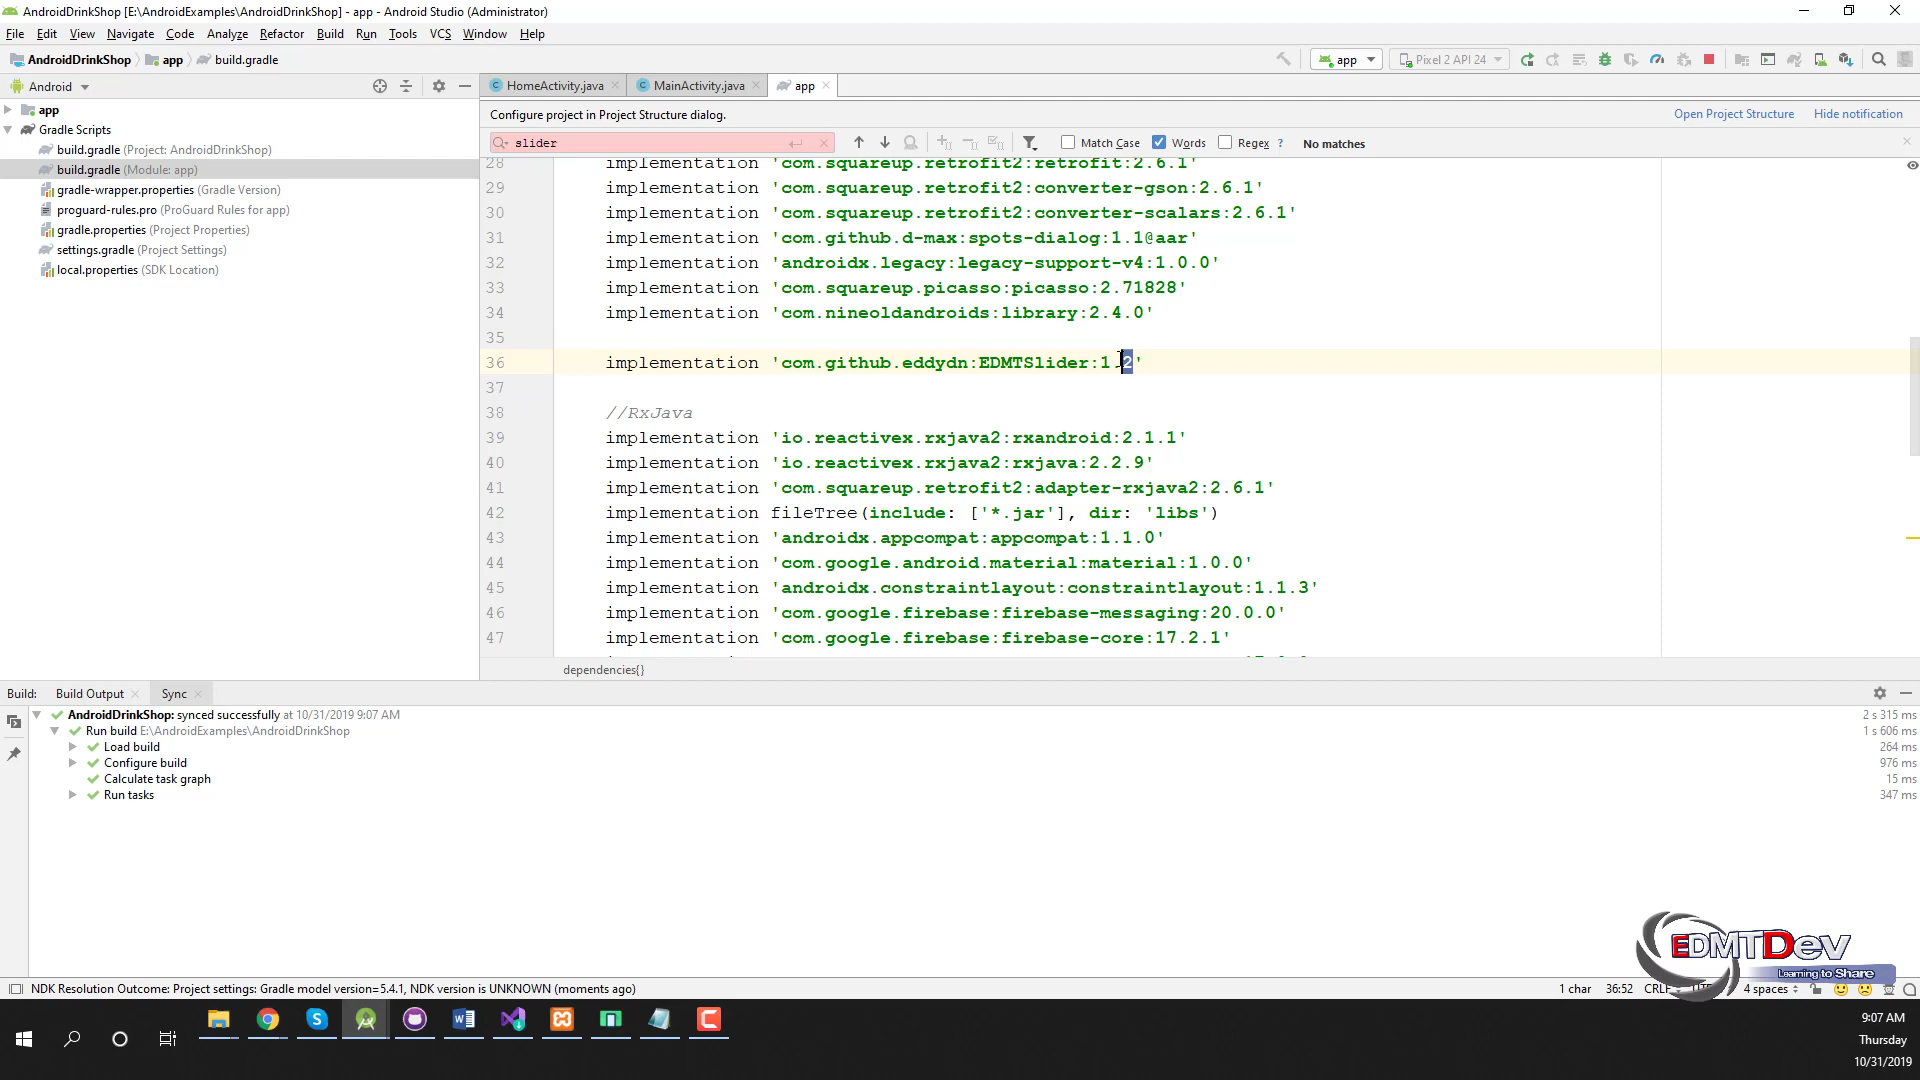 AndroidDrinkShop [E:\AndroidExamples\AndroidDrinkShop] - app - Android Studio (Administrator)
File Edit View Navigate Code Analyze Refactor Build Run Tools VCS Window Help
AndroidDrinkShop app build.gradle
app Pixel 2 API 24
Android
HomeActivity.java MainActivity.java app
app
Gradle Scripts
build.gradle (Project: AndroidDrinkShop)
build.gradle (Module: app)
gradle-wrapper.properties (Gradle Version)
proguard-rules.pro (ProGuard Rules for app)
gradle.properties (Project Properties)
settings.gradle (Project Settings)
local.properties (SDK Location)
Configure project in Project Structure dialog. Open Project Structure Hide notification
slider Match Case Words Regex ? No matches
28 implementation 'com.squareup.retrofit2:retrofit:2.6.1'
29 implementation 'com.squareup.retrofit2:converter-gson:2.6.1'
30 implementation 'com.squareup.retrofit2:converter-scalars:2.6.1'
31 implementation 'com.github.d-max:spots-dialog:1.1@aar'
32 implementation 'androidx.legacy:legacy-support-v4:1.0.0'
33 implementation 'com.squareup.picasso:picasso:2.71828'
34 implementation 'com.nineoldandroids:library:2.4.0'
35
36 implementation 'com.github.eddydn:EDMTSlider:1.2'
37
38 //RxJava
39 implementation 'io.reactivex.rxjava2:rxandroid:2.1.1'
40 implementation 'io.reactivex.rxjava2:rxjava:2.2.9'
41 implementation 'com.squareup.retrofit2:adapter-rxjava2:2.6.1'
42 implementation fileTree(include: ['*.jar'], dir: 'libs')
43 implementation 'androidx.appcompat:appcompat:1.1.0'
44 implementation 'com.google.android.material:material:1.0.0'
45 implementation 'androidx.constraintlayout:constraintlayout:1.1.3'
46 implementation 'com.google.firebase:firebase-messaging:20.0.0'
47 implementation 'com.google.firebase:firebase-core:17.2.1'
dependencies{}
Build: Build Output Sync
AndroidDrinkShop: synced successfully at 10/31/2019 9:07 AM 2 s 315 ms
Run build E:\AndroidExamples\AndroidDrinkShop 1 s 606 ms
Load build 264 ms
Configure build 976 ms
Calculate task graph 15 ms
Run tasks 347 ms
EDMTDev
Learning to Share
NDK Resolution Outcome: Project settings: Gradle model version=5.4.1, NDK version is UNKNOWN (moments ago) 1 char 36:52 CRLF 4 spaces
9:07 AM
Thursday
10/31/2019